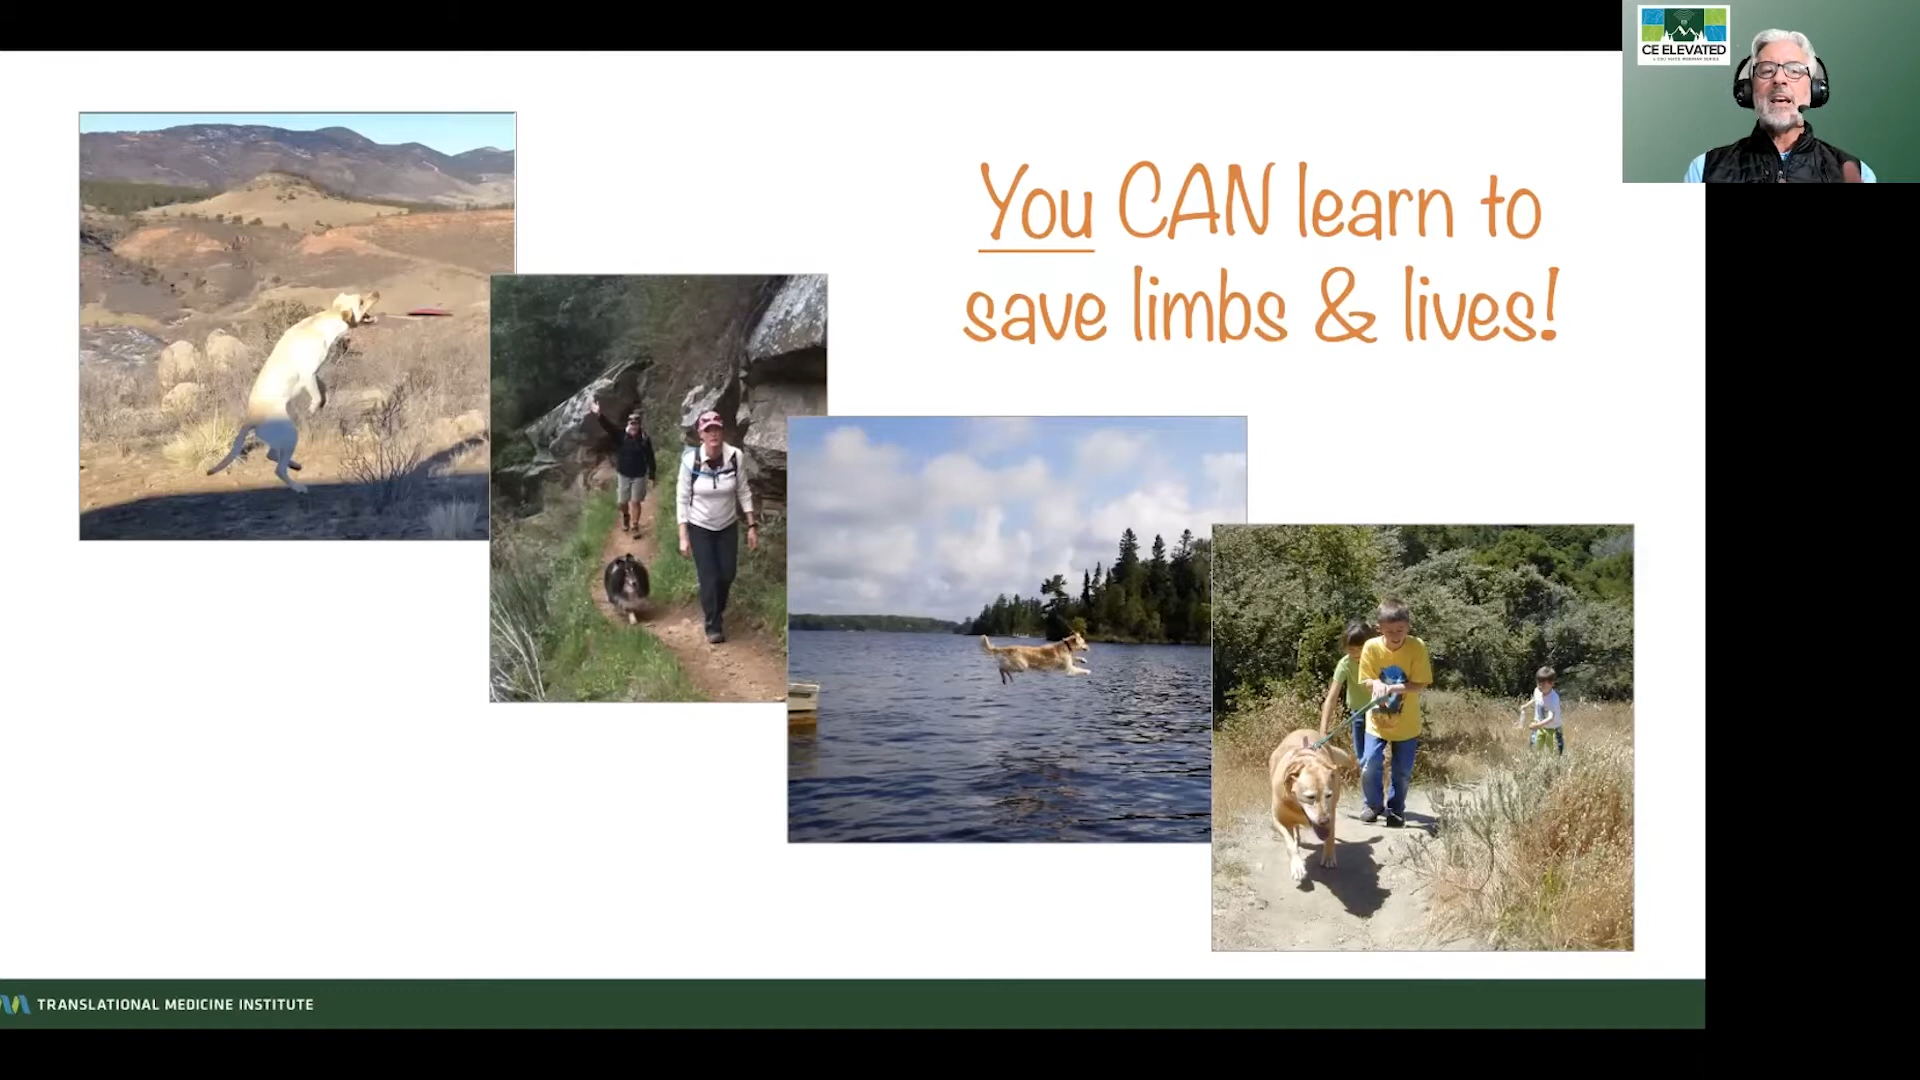 CE ELEVATED
You CAN learn to
save limbs & lives!
TRANSLATIONAL MEDICINE INSTITUTE